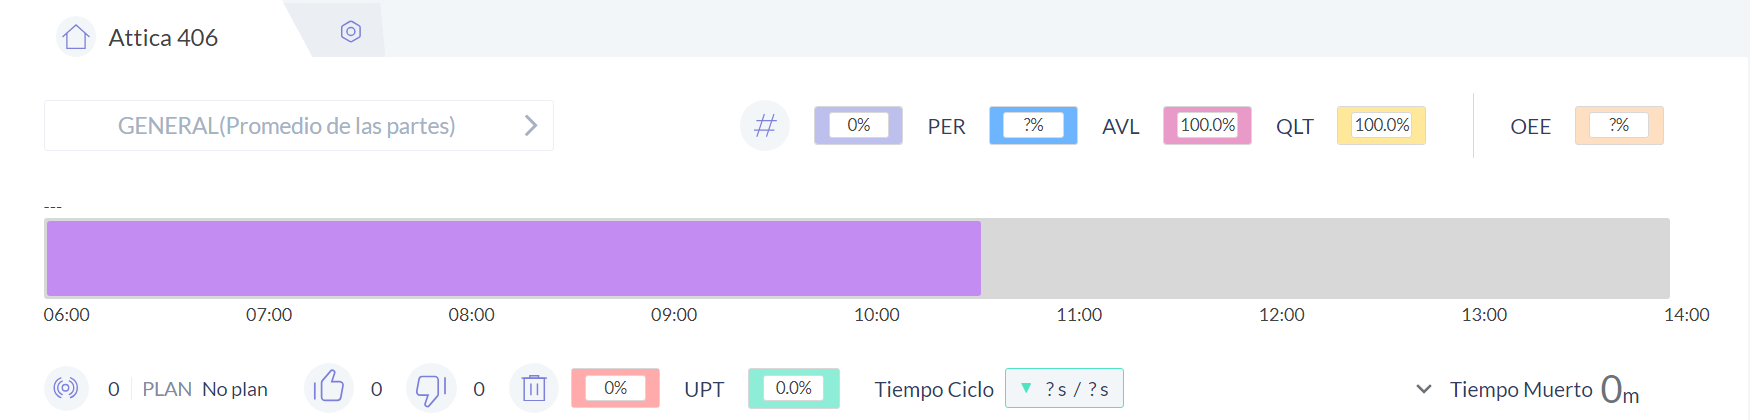 Attica 406
GENERAL(Promedio de las partes)
0% PER ?% AVL 100.0% QLT 100.0% OEE ?%
---
06:00 07:00 08:00 09:00 10:00 11:00 12:00 13:00 14:00
0 PLAN No plan 0 0 0% UPT 0.0% Tiempo Ciclo ▼ ?s / ?s Tiempo Muerto 0m